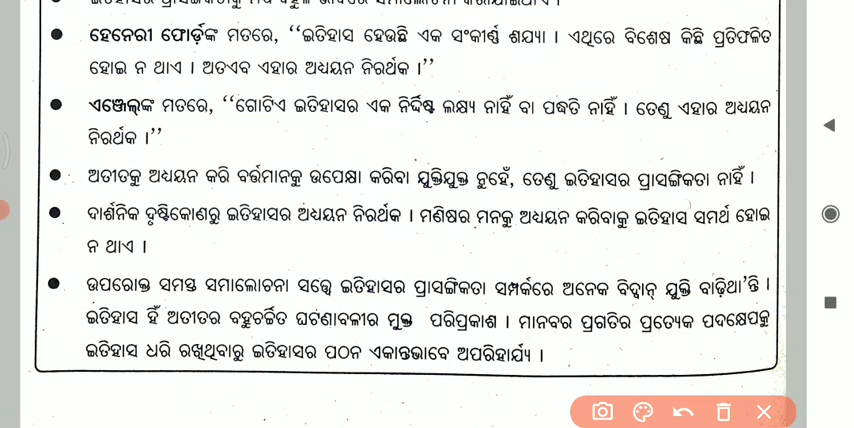 ହେନେରୀ ଫୋର୍ଡ଼ଙ୍କ ମତରେ, ‘‘ଇତିହାସ ହେଉଛି ଏକ ସଂକୀର୍ଣ୍ଣ ଶଯ୍ୟା । ଏଥିରେ ବିଶେଷ କିଛି ପ୍ରତିଫଳିତ
ହୋଇ ନ ଥାଏ । ଅତଏବ ଏହାର ଅଧ୍ୟୟନ ନିରର୍ଥକ ।’’
ଏଞ୍ଜେଲ୍‌ଙ୍କ ମତରେ, ‘‘ଗୋଟିଏ ଇତିହାସର ଏକ ନିର୍ଦ୍ଦିଷ୍ଟ ଲକ୍ଷ୍ୟ ନାହିଁ ବା ପଦ୍ଧତି ନାହିଁ । ତେଣୁ ଏହାର ଅଧ୍ୟୟନ
ନିରର୍ଥକ ।’’
ଅତୀତକୁ ଅଧ୍ୟୟନ କରି ବର୍ତ୍ତମାନକୁ ଉପେକ୍ଷା କରିବା ଯୁକ୍ତିଯୁକ୍ତ ନୁହେଁ, ତେଣୁ ଇତିହାସର ପ୍ରାସଙ୍ଗିକତା ନାହିଁ ।
ଦାର୍ଶନିକ ଦୃଷ୍ଟିକୋଣରୁ ଇତିହାସର ଅଧ୍ୟୟନ ନିରର୍ଥକ । ମଣିଷର ମନକୁ ଅଧ୍ୟୟନ କରିବାକୁ ଇତିହାସ ସମର୍ଥ ହୋଇ
ନ ଥାଏ ।
ଉପରୋକ୍ତ ସମସ୍ତ ସମାଲୋଚନା ସତ୍ତ୍ୱେ ଇତିହାସର ପ୍ରାସଙ୍ଗିକତା ସମ୍ପର୍କରେ ଅନେକ ବିଦ୍ୱାନ୍ ଯୁକ୍ତି ବାଢ଼ିଥା’ନ୍ତି ।
ଇତିହାସ ହିଁ ଅତୀତର ବହୁଚର୍ଚ୍ଚିତ ଘଟଣାବଳୀର ମୁକ୍ତ ପରିପ୍ରକାଶ । ମାନବର ପ୍ରଗତିର ପ୍ରତ୍ୟେକ ପଦକ୍ଷେପକୁ
ଇତିହାସ ଧରି ରଖିଥିବାରୁ ଇତିହାସର ପଠନ ଏକାନ୍ତଭାବେ ଅପରିହାର୍ଯ୍ୟ ।